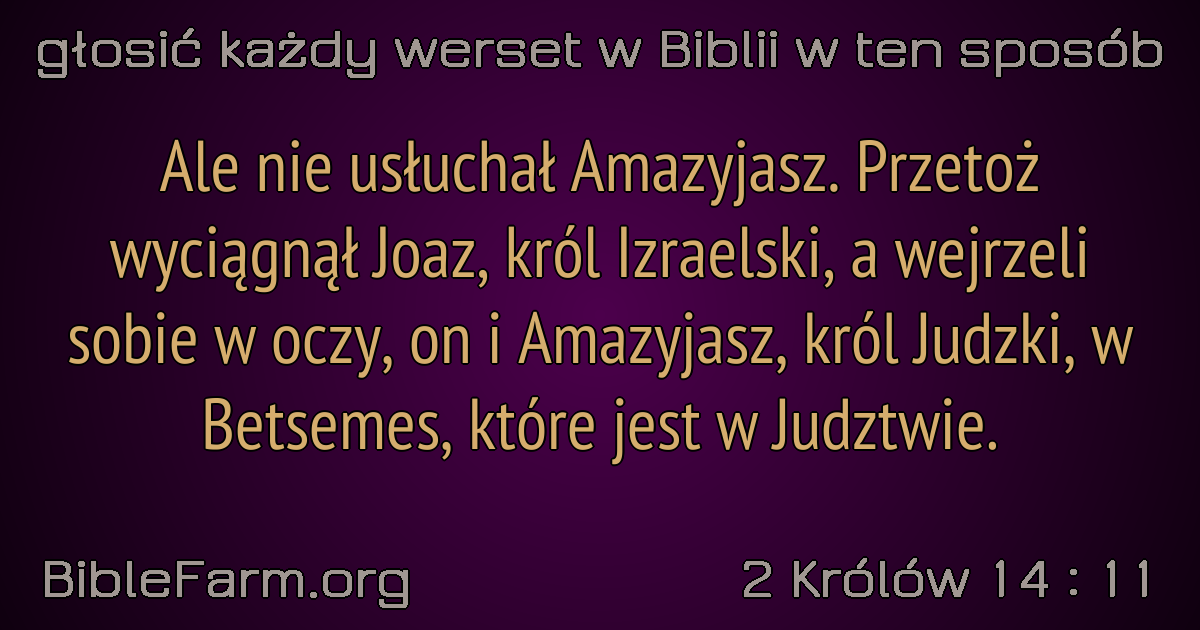 głosić każdy werset w Biblii w ten sposób
Ale nie usłuchał Amazyjasz. Przetoż
wyciągnął Joaz, król Izraelski, a wejrzeli
sobie w oczy, on i Amazyjasz, król Judzki, w
Betsemes, które jest w Judztwie.
BibleFarm.org
2 Królów 14 : 11